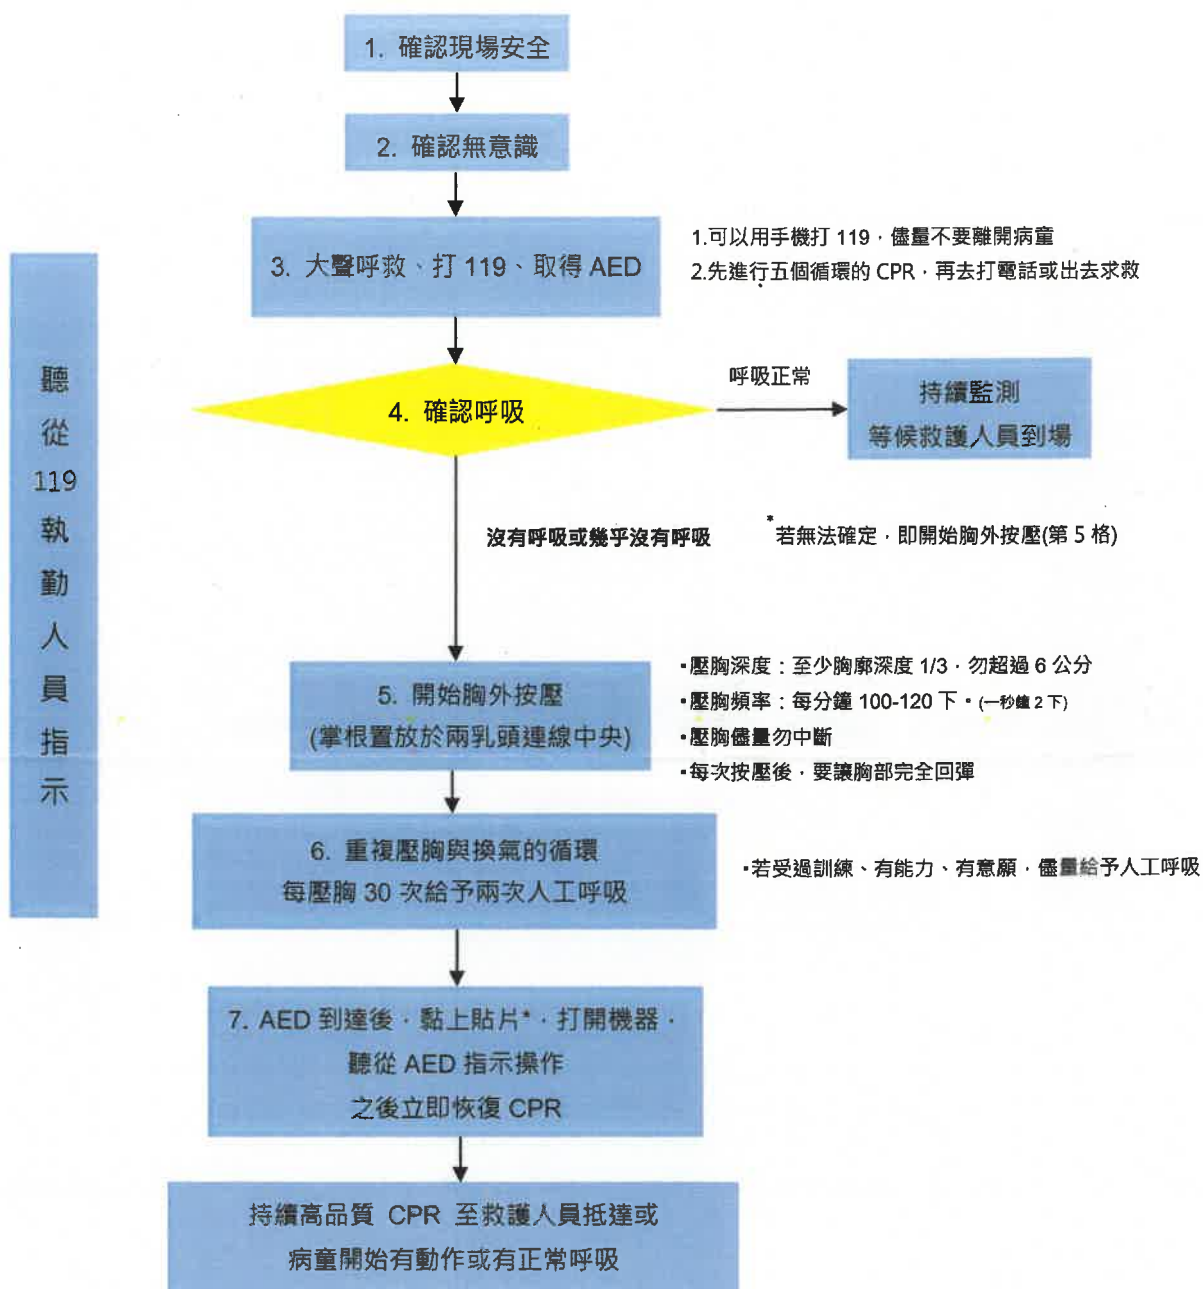 1. 確認現場安全
2. 確認無意識
3. 大聲呼救、打 119、取得 AED
1.可以用手機打 119，儘量不要離開病童
2.先進行五個循環的 CPR，再去打電話或出去求救
聽從119執勤人員指示
4. 確認呼吸
呼吸正常
持續監測
等候救護人員到場
沒有呼吸或幾乎沒有呼吸
*若無法確定，即開始胸外按壓(第 5 格)
5. 開始胸外按壓
(掌根置放於兩乳頭連線中央)
▪壓胸深度：至少胸廓深度 1/3，勿超過 6 公分
▪壓胸頻率：每分鐘 100-120 下。(一秒鐘 2 下)
▪壓胸儘量勿中斷
▪每次按壓後，要讓胸部完全回彈
6. 重複壓胸與換氣的循環
每壓胸 30 次給予兩次人工呼吸
▪若受過訓練、有能力、有意願，儘量給予人工呼吸
7. AED 到達後，黏上貼片*，打開機器，
聽從 AED 指示操作
之後立即恢復 CPR
持續高品質 CPR 至救護人員抵達或
病童開始有動作或有正常呼吸